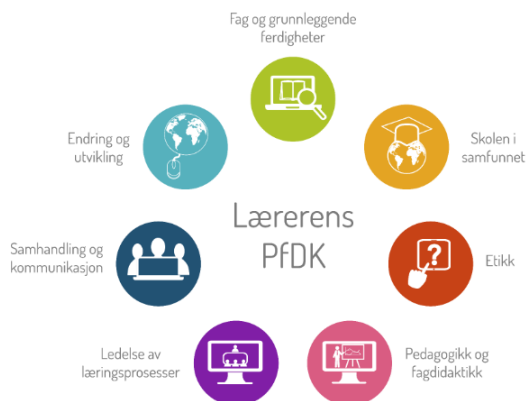 Fag og grunnleggende
ferdigheter
Endring og
utvikling
Skolen i
samfunnet
Lærerens
PfDK
Samhandling og
kommunikasjon
?
Etikk
Ledelse av
læringsprosesser
Pedagogikk og
fagdidaktikk